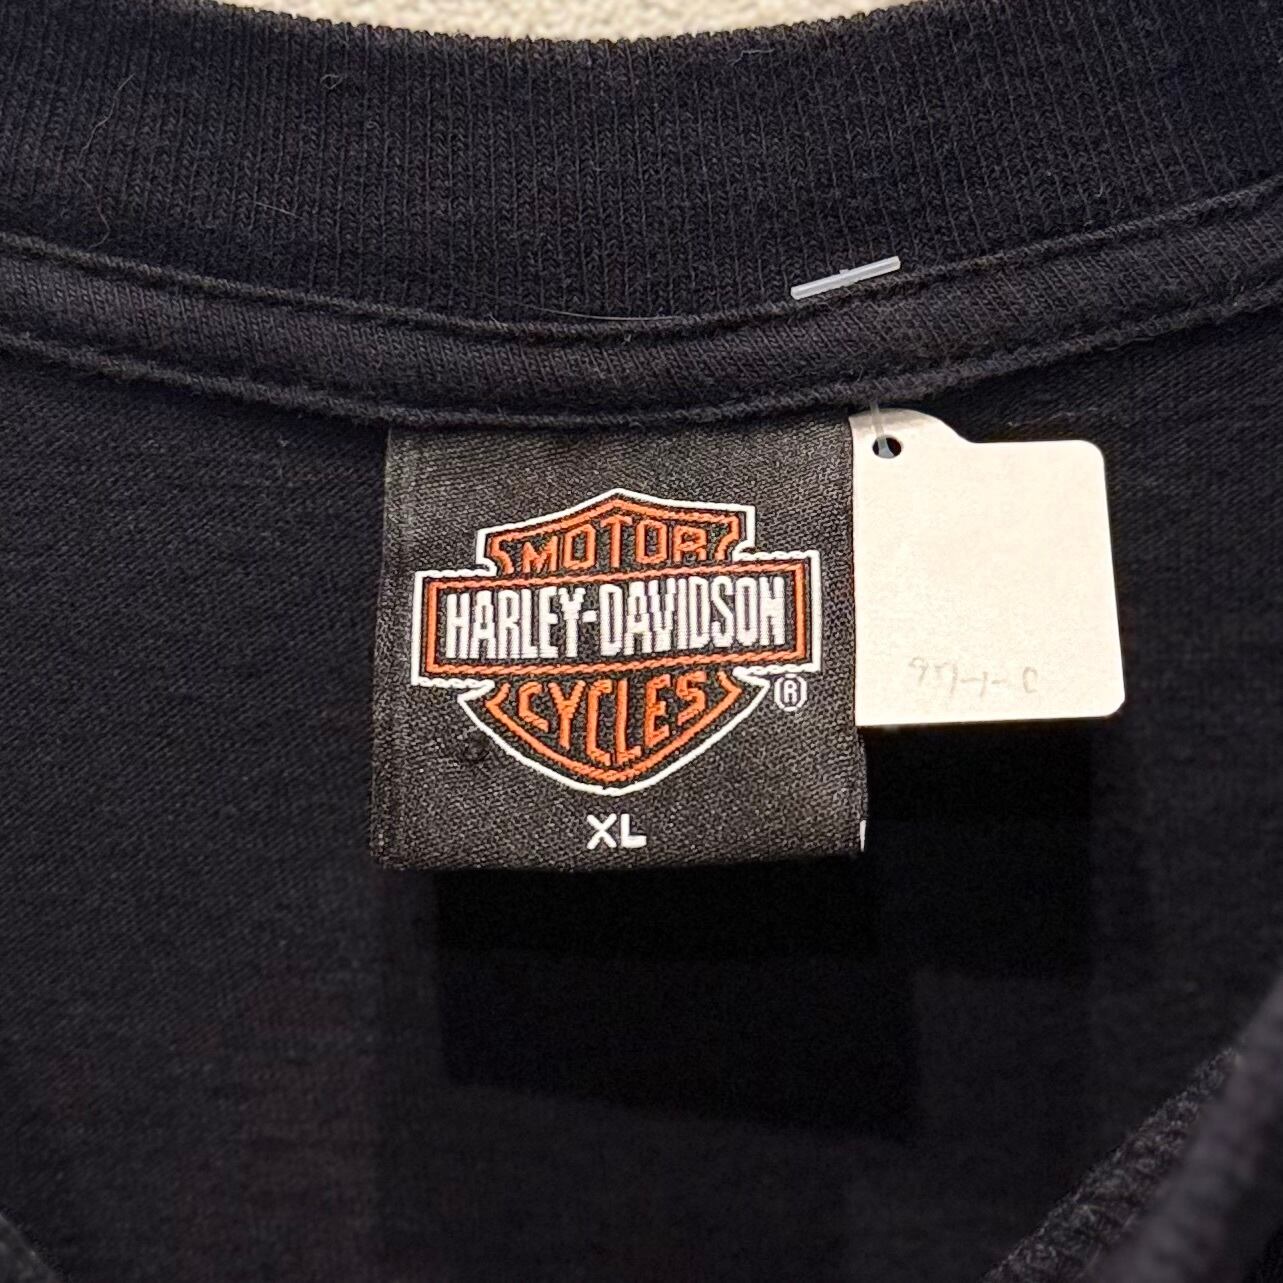 MOTOR
HARLEY-DAVIDSON
CYCLES
®
XL